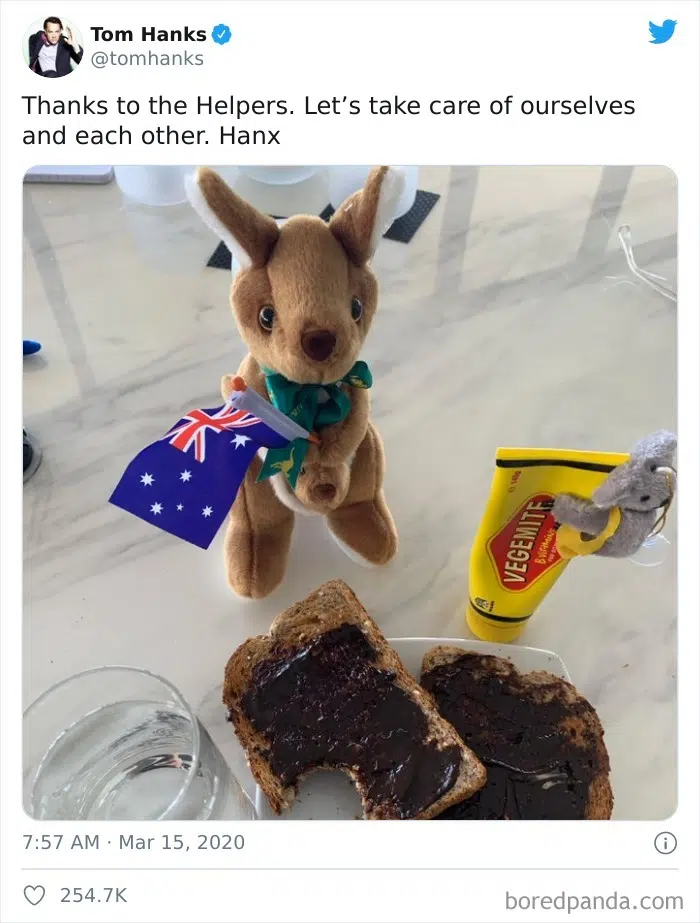 Tom Hanks
@tomhanks
Thanks to the Helpers. Let’s take care of ourselves
and each other. Hanx
VEGEMITE
7:57 AM · Mar 15, 2020
254.7K
boredpanda.com